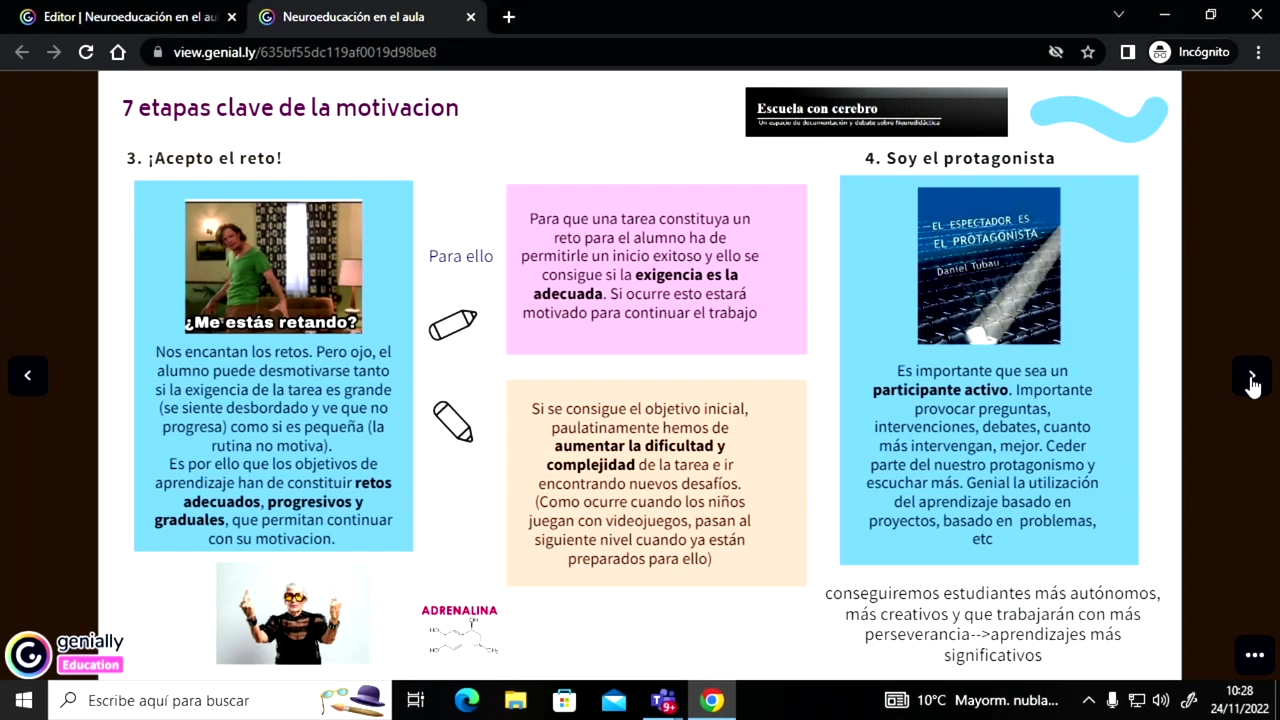 Editor | Neuroeducación en el au
Neuroeducación en el aula
view.genial.ly/635bf55dc119af0019d98be8
Incógnito
7 etapas clave de la motivacion
Escuela con cerebro
Un espacio de documentación y debate sobre Neurodidáctica
3. ¡Acepto el reto!
¿Me estás retando?
Nos encantan los retos. Pero ojo, el
alumno puede desmotivarse tanto
si la exigencia de la tarea es grande
(se siente desbordado y ve que no
progresa) como si es pequeña (la
rutina no motiva).
Es por ello que los objetivos de
aprendizaje han de constituir retos
adecuados, progresivos y
graduales, que permitan continuar
con su motivacion.
Para ello
Para que una tarea constituya un
reto para el alumno ha de
permitirle un inicio exitoso y ello se
consigue si la exigencia es la
adecuada. Si ocurre esto estará
motivado para continuar el trabajo
Si se consigue el objetivo inicial,
paulatinamente hemos de
aumentar la dificultad y
complejidad de la tarea e ir
encontrando nuevos desafíos.
(Como ocurre cuando los niños
juegan con videojuegos, pasan al
siguiente nivel cuando ya están
preparados para ello)
ADRENALINA
OH
HO
HO
CH₃
4. Soy el protagonista
EL ESPECTADOR ES
EL PROTAGONISTA
Daniel Tubau
Es importante que sea un
participante activo. Importante
provocar preguntas,
intervenciones, debates, cuanto
más intervengan, mejor. Ceder
parte del nuestro protagonismo y
escuchar más. Genial la utilización
del aprendizaje basado en
proyectos, basado en problemas,
etc
conseguiremos estudiantes más autónomos,
más creativos y que trabajarán con más
perseverancia-->aprendizajes más
significativos
genially
Education
Escribe aquí para buscar
9+
10°C Mayorm. nubla...
10:28
24/11/2022